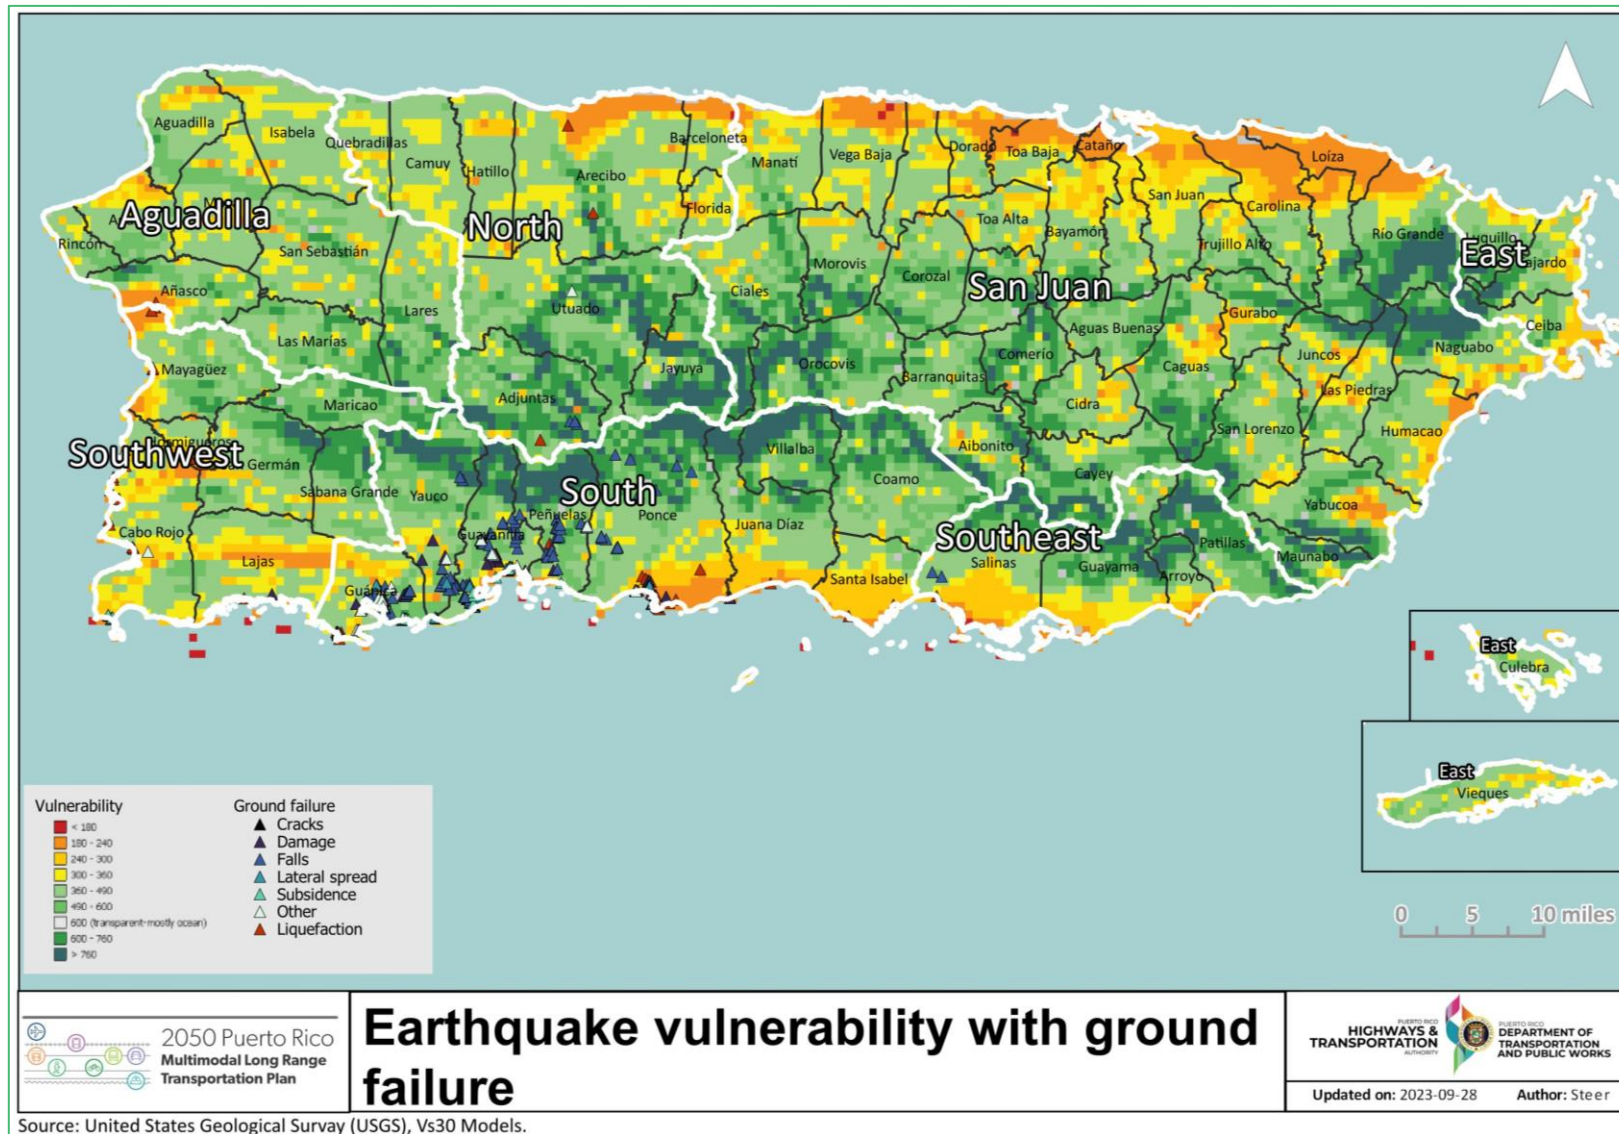 Aguadilla
Isabela
Quebradillas
Camuy
Hatillo
Arecibo
Barceloneta
Manatí
Vega Baja
Dorado
Toa Baja
Cataño
Loíza
San Juan
Carolina
Florida
Toa Alta
Bayamón
Trujillo Alto
Río Grande
Aguadilla
North
San Juan
East
Rincón
San Sebastián
Morovis
Corozal
Añasco
Utuado
Ciales
Lares
Gurabo
Ceiba
Aguas Buenas
Naguabo
Las Marías
Comerio
Juncos
Mayagüez
Jayuya
Orocovis
Caguas
Barranquitas
Las Piedras
Maricao
Adjuntas
Cidra
San Lorenzo
Humacao
Southwest
Germán
Villalba
Aibonito
Sabana Grande
Yauco
South
Coamo
Cayey
Peñuelas
Ponce
Yabucoa
Cabo Rojo
Guayanilla
Juana Díaz
Southeast
Patillas
Maunabo
Lajas
Salinas
Guayama
Arroyo
Guánica
Santa Isabel
East
Culebra
East
Vieques
Vulnerability
< 180
180 - 240
240 - 300
300 - 360
360 - 490
490 - 600
600 (transparent-mostly ocean)
600 - 760
> 760
Ground failure
Cracks
Damage
Falls
Lateral spread
Subsidence
Other
Liquefaction
0 5 10 miles
2050 Puerto Rico
Multimodal Long Range
Transportation Plan
Earthquake vulnerability with ground
failure
PUERTO RICO
HIGHWAYS &
TRANSPORTATION
AUTHORITY
PUERTO RICO
DEPARTMENT OF
TRANSPORTATION
AND PUBLIC WORKS
Updated on: 2023-09-28 Author: Steer
Source: United States Geological Survay (USGS), Vs30 Models.